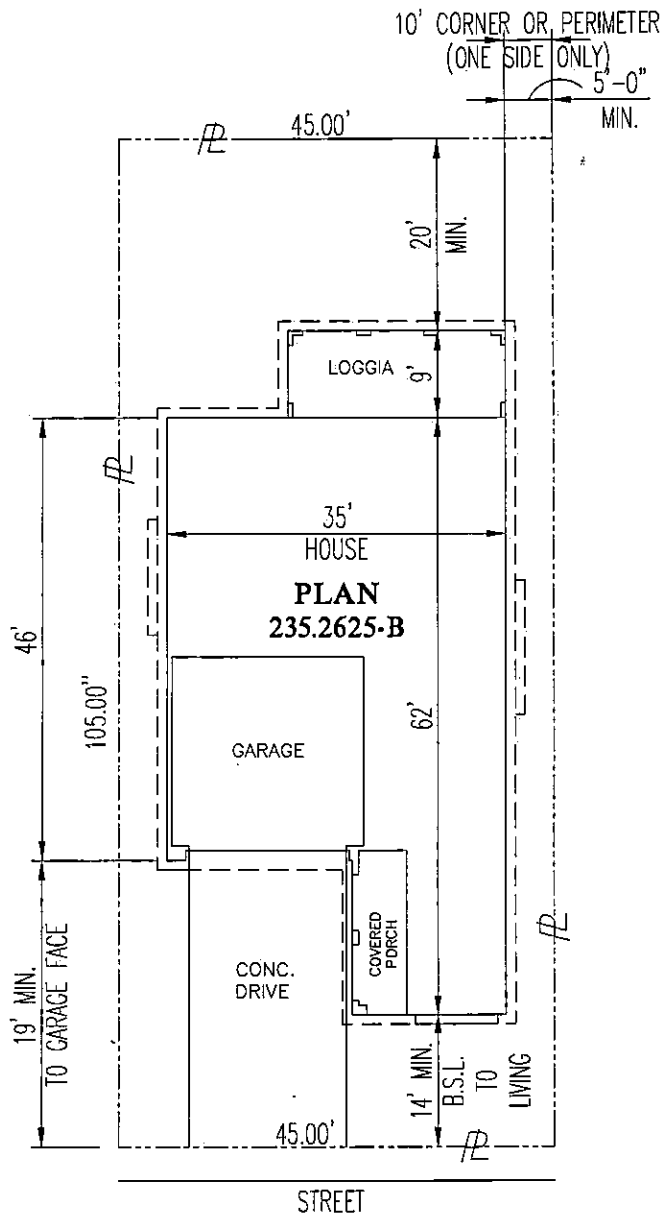 10' CORNER OR PERIMETER
(ONE SIDE ONLY)
5'-0"
MIN.
45.00'
PL
20'
MIN.
LOGGIA
9'
PL
35'
HOUSE
PLAN
235.2625-B
46'
105.00"
62'
GARAGE
COVERED
PORCH
CONC.
DRIVE
19' MIN.
TO GARAGE FACE
14' MIN.
B.S.L.
TO
LIVING
PL
45.00'
PL
STREET